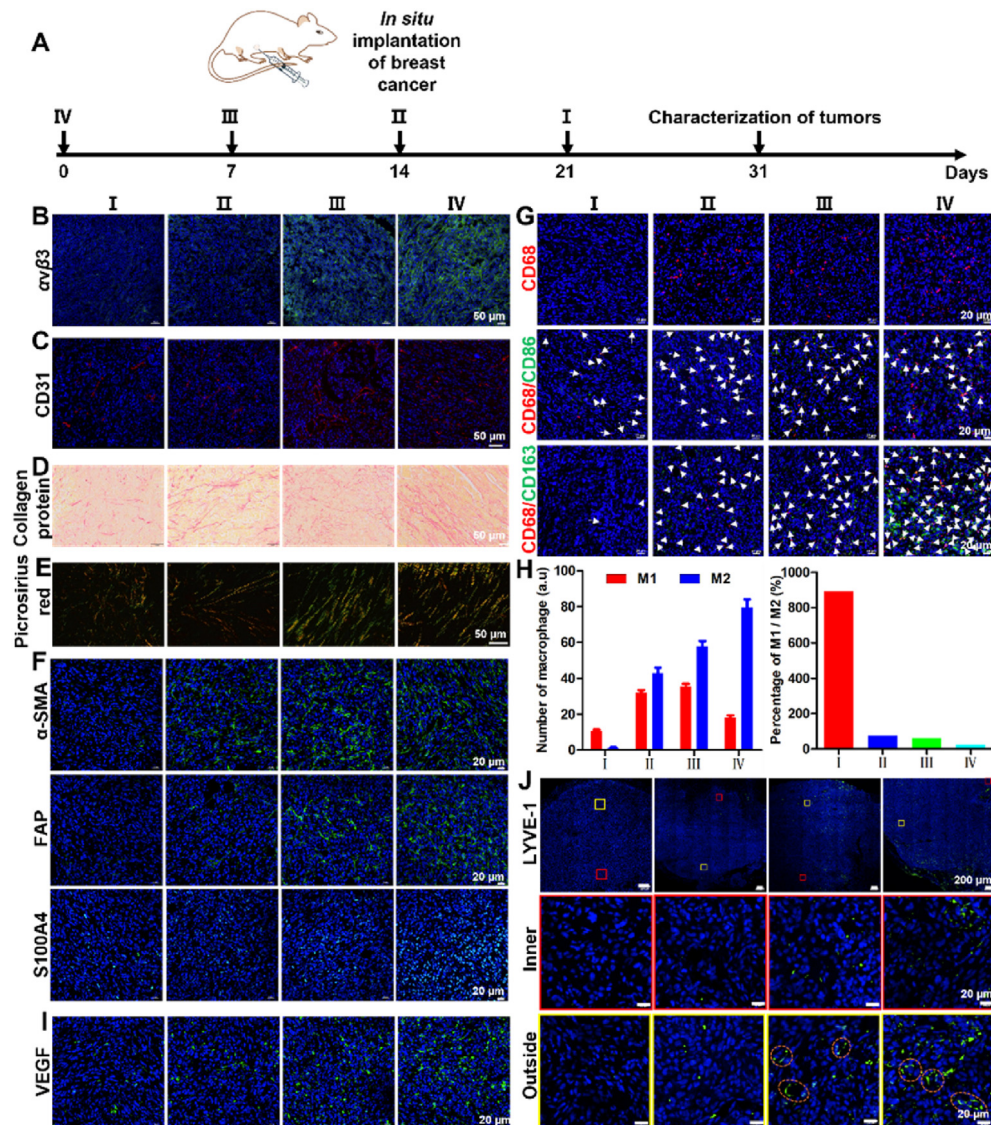 A
In situ
implantation
of breast
cancer
IV III II I Characterization of tumors
0 7 14 21 31 Days
I II III IV
B
αvβ3
50 μm
C
CD31
50 μm
D
Collagen
protein
50 μm
E
Picrosirius
red
50 μm
F
α-SMA
20 μm
FAP
20 μm
S100A4
20 μm
I
VEGF
20 μm
G
I II III IV
CD68
20 μm
CD68/CD86
20 μm
CD68/CD163
20 μm
H
M1 M2
Number of macrophage (a.u)
100
80
60
40
20
0
I II III IV
Percentage of M1 / M2 (%)
1000
800
600
400
200
0
I II III IV
J
LYVE-1
200 μm
Inner
20 μm
Outside
20 μm